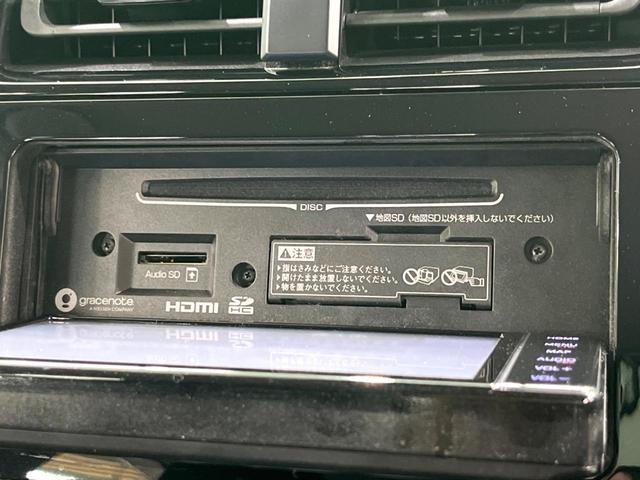 DISC
▼地図SD（地図SD以外を挿入しないでください）
Audio SD
⚠注意
▶指はさみなどにご注意ください。
▶開けたまま放置しないでください。
▶物を置かないでください。
gracenote
A NIELSEN COMPANY
HDMI
SD
HC
HOME
MENU
MAP
AUDIO
VOL +
VOL −